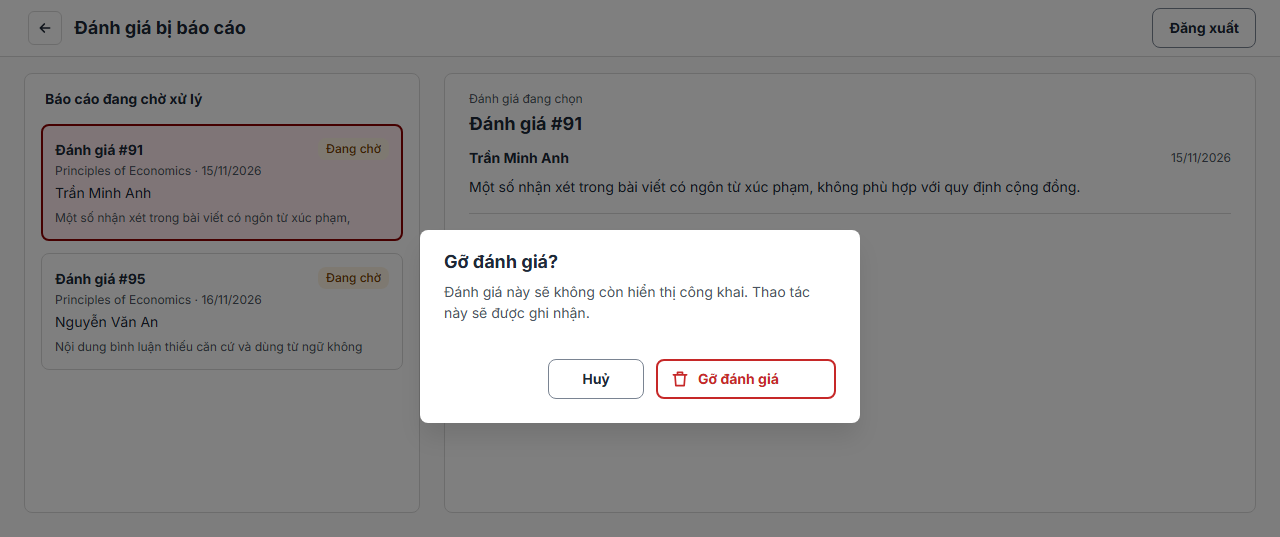 Đánh giá bị báo cáo
Đăng xuất
Báo cáo đang chờ xử lý
Đánh giá #91
Đang chờ
Principles of Economics · 15/11/2026
Trần Minh Anh
Một số nhận xét trong bài viết có ngôn từ xúc phạm,
Đánh giá #95
Đang chờ
Principles of Economics · 16/11/2026
Nguyễn Văn An
Nội dung bình luận thiếu căn cứ và dùng từ ngữ không
Đánh giá đang chọn
Đánh giá #91
Trần Minh Anh
15/11/2026
Một số nhận xét trong bài viết có ngôn từ xúc phạm, không phù hợp với quy định cộng đồng.
Gỡ đánh giá?
Đánh giá này sẽ không còn hiển thị công khai. Thao tác
này sẽ được ghi nhận.
Huỷ
Gỡ đánh giá